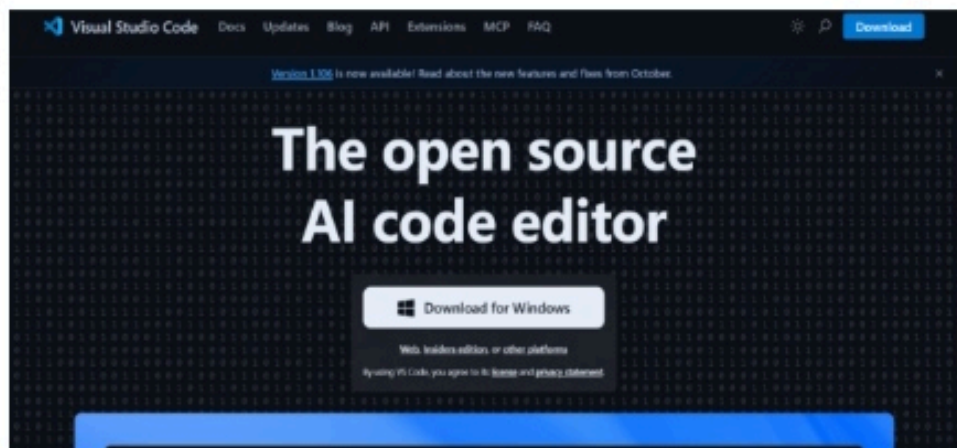 Visual Studio Code Docs Updates Blog API Extensions MCP FAQ Download
Version 1.106 is now available! Read about the new features and fixes from October.
The open source
AI code editor
Download for Windows
Web, Insiders edition, or other platforms
By using VS Code, you agree to its license and privacy statement.